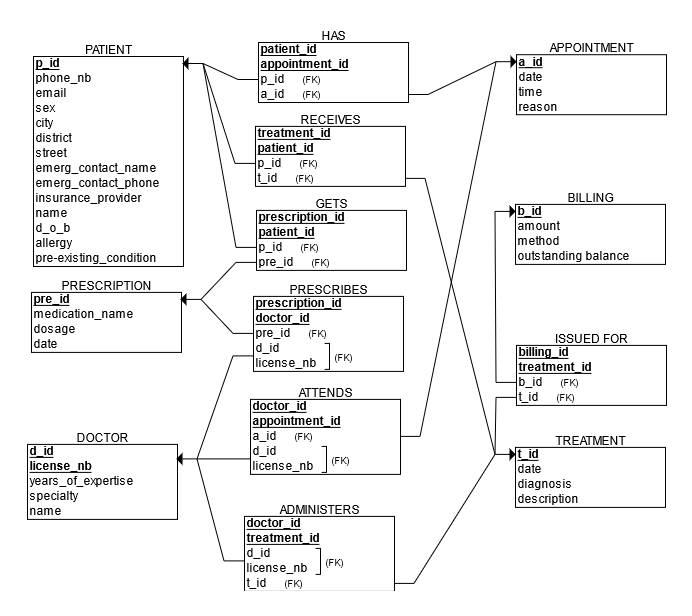 HAS
patient_id
appointment_id
p_id (FK)
a_id (FK)
PATIENT
p_id
phone_nb
email
sex
city
district
street
emerg_contact_name
emerg_contact_phone
insurance_provider
name
d_o_b
allergy
pre-existing_condition
APPOINTMENT
a_id
date
time
reason
RECEIVES
treatment_id
patient_id
p_id (FK)
t_id (FK)
GETS
prescription_id
patient_id
p_id (FK)
pre_id (FK)
BILLING
b_id
amount
method
outstanding balance
PRESCRIPTION
pre_id
medication_name
dosage
date
PRESCRIBES
prescription_id
doctor_id
pre_id (FK)
d_id
license_nb (FK)
ISSUED FOR
billing_id
treatment_id
b_id (FK)
t_id (FK)
ATTENDS
doctor_id
appointment_id
a_id (FK)
d_id
license_nb (FK)
DOCTOR
d_id
license_nb
years_of_expertise
specialty
name
TREATMENT
t_id
date
diagnosis
description
ADMINISTERS
doctor_id
treatment_id
d_id
license_nb (FK)
t_id (FK)